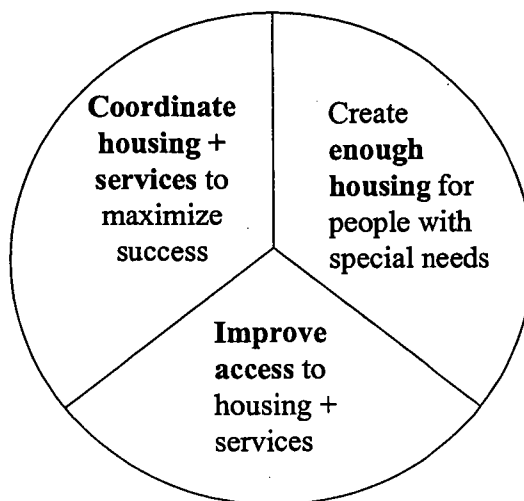 Coordinate
housing +
services to
maximize
success
Create
enough
housing for
people with
special needs
Improve
access to
housing +
services